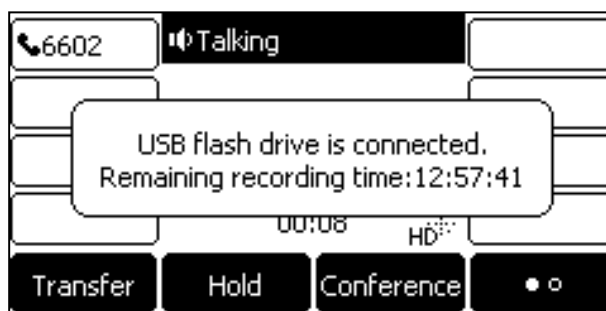 6602
Talking
USB flash drive is connected.
Remaining recording time:12:57:41
00:08
HD
Transfer
Hold
Conference